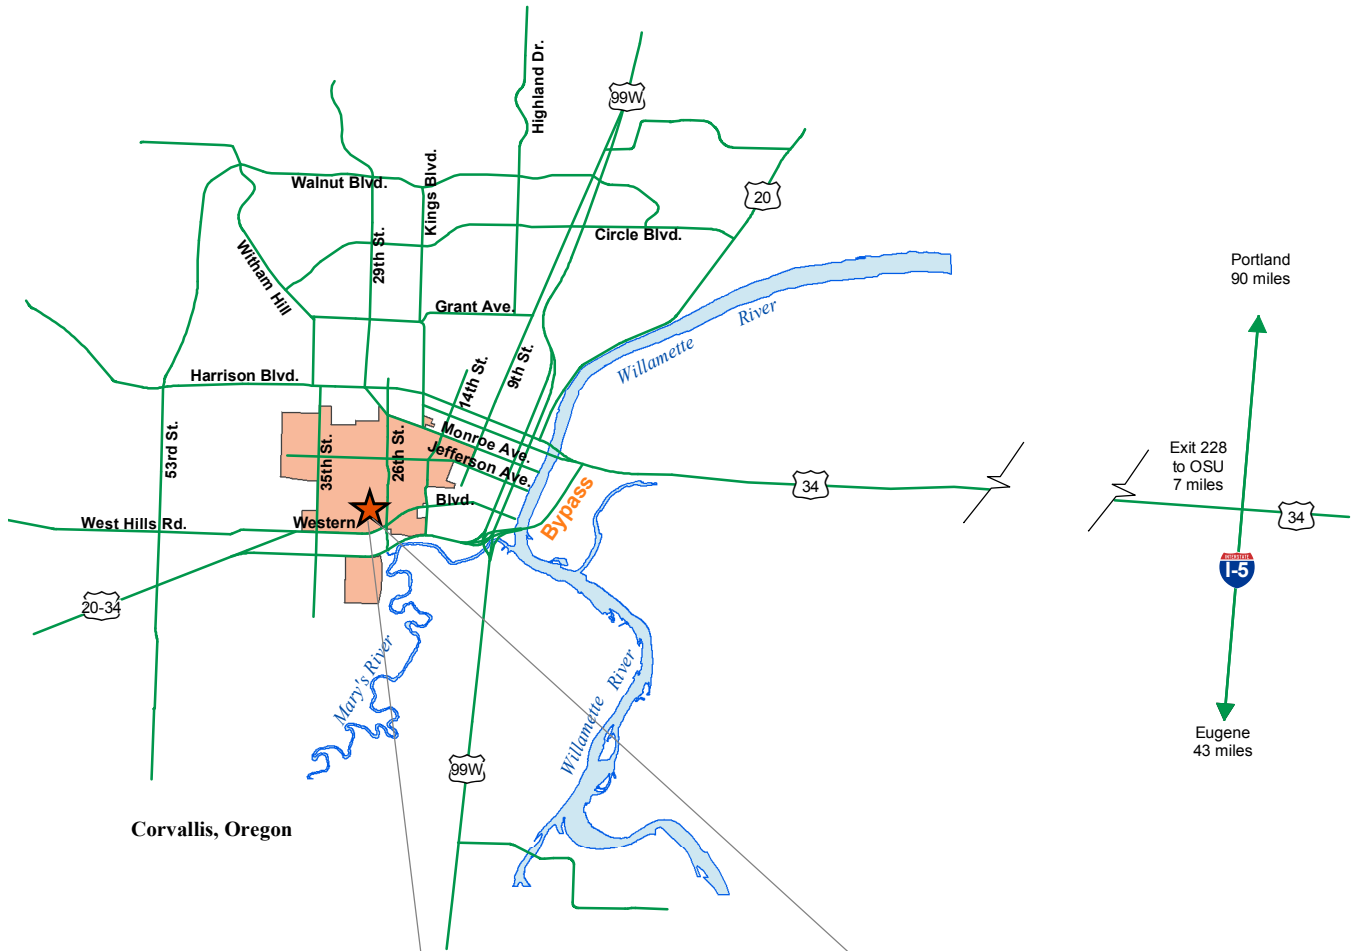 Highland Dr.
99W
Kings Blvd.
Walnut Blvd.
20
29th St.
Circle Blvd.
Witham Hill
Portland
90 miles
Grant Ave.
Willamette River
14th St.
9th St.
Harrison Blvd.
53rd St.
35th St.
26th St.
Monroe Ave.
Jefferson Ave.
Exit 228
to OSU
7 miles
34
34
Bypass
Western Blvd.
West Hills Rd.
INTERSTATE
I-5
20-34
Mary's River
Willamette River
Eugene
43 miles
99W
Corvallis, Oregon